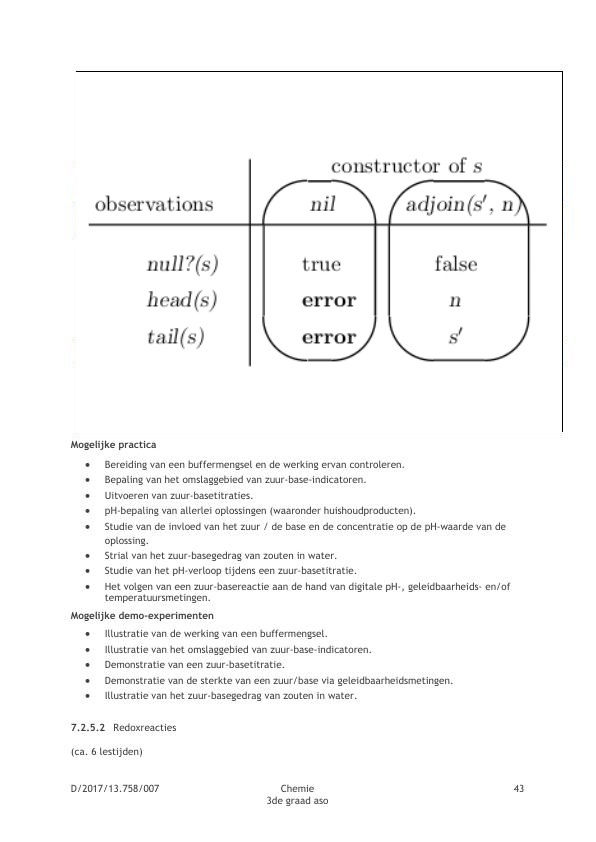 constructor of s
observations nil adjoin(s′, n)
null?(s) true false
head(s) error n
tail(s) error s′
Mogelijke practica
• Bereiding van een buffermengsel en de werking ervan controleren.
• Bepaling van het omslaggebied van zuur-base-indicatoren.
• Uitvoeren van zuur-basetitraties.
• pH-bepaling van allerlei oplossingen (waaronder huishoudproducten).
• Studie van de invloed van het zuur / de base en de concentratie op de pH-waarde van de
oplossing.
• Strial van het zuur-basegedrag van zouten in water.
• Studie van het pH-verloop tijdens een zuur-basetitratie.
• Het volgen van een zuur-basereactie aan de hand van digitale pH-, geleidbaarheids- en/of
temperatuursmetingen.
Mogelijke demo-experimenten
• Illustratie van de werking van een buffermengsel.
• Illustratie van het omslaggebied van zuur-base-indicatoren.
• Demonstratie van een zuur-basetitratie.
• Demonstratie van de sterkte van een zuur/base via geleidbaarheidsmetingen.
• Illustratie van het zuur-basegedrag van zouten in water.
7.2.5.2 Redoxreacties
(ca. 6 lestijden)
D/2017/13.758/007 Chemie 43
3de graad aso